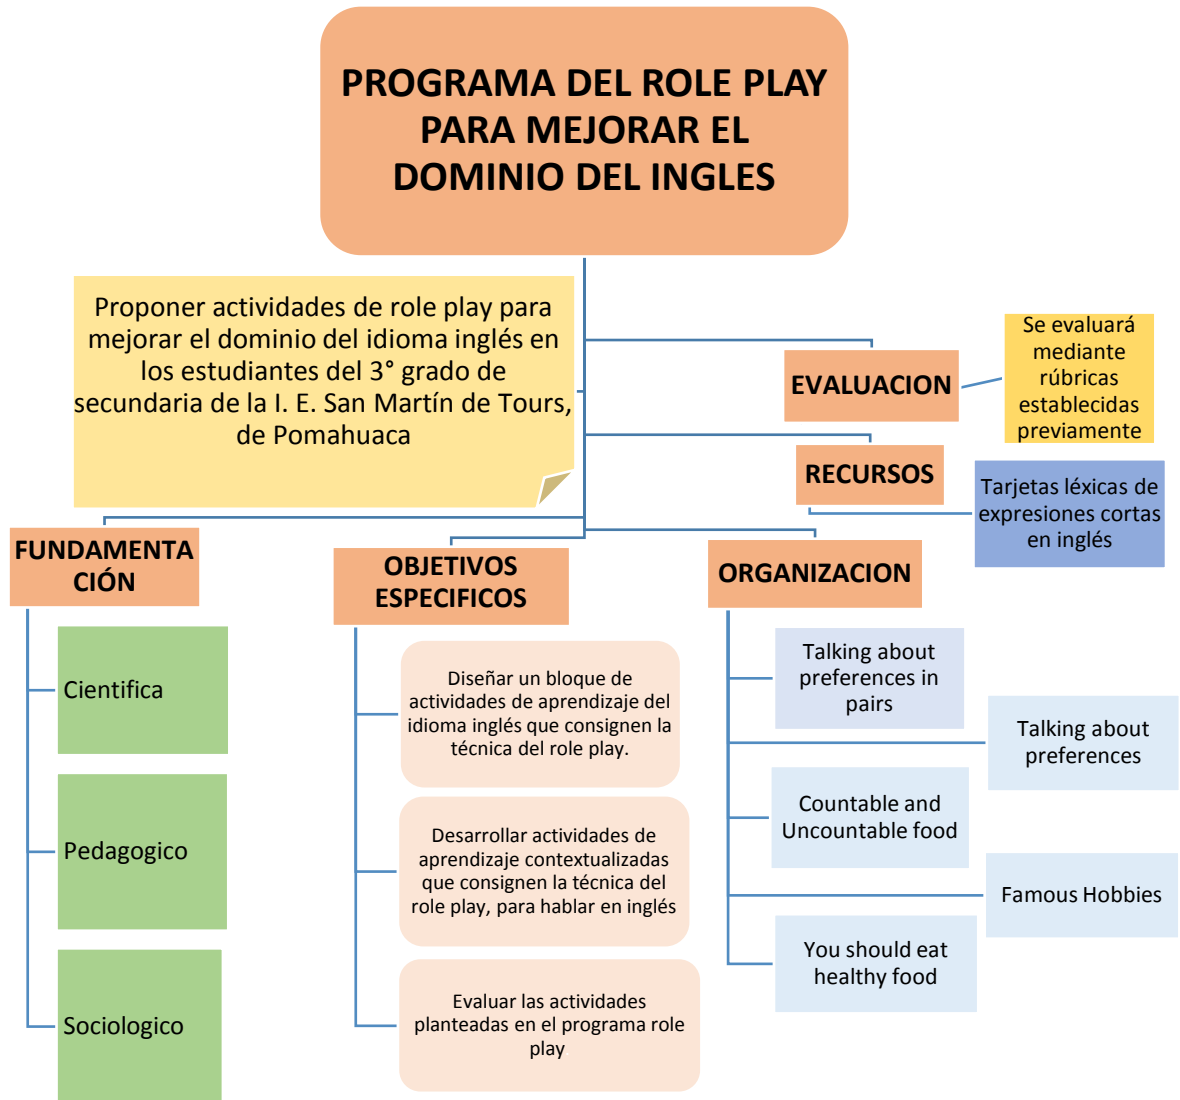 PROGRAMA DEL ROLE PLAY
PARA MEJORAR EL
DOMINIO DEL INGLES
Proponer actividades de role play para
mejorar el dominio del idioma inglés en
los estudiantes del 3° grado de
secundaria de la I. E. San Martín de Tours,
de Pomahuaca
EVALUACION
Se evaluará
mediante
rúbricas
establecidas
previamente
RECURSOS
Tarjetas léxicas de
expresiones cortas
en inglés
FUNDAMENTA
CIÓN
Cientifica
Pedagogico
Sociologico
OBJETIVOS
ESPECIFICOS
Diseñar un bloque de
actividades de aprendizaje del
idioma inglés que consignen la
técnica del role play.
Desarrollar actividades de
aprendizaje contextualizadas
que consignen la técnica del
role play, para hablar en inglés
Evaluar las actividades
planteadas en el programa role
play
ORGANIZACION
Talking about
preferences in
pairs
Talking about
preferences
Countable and
Uncountable food
Famous Hobbies
You should eat
healthy food